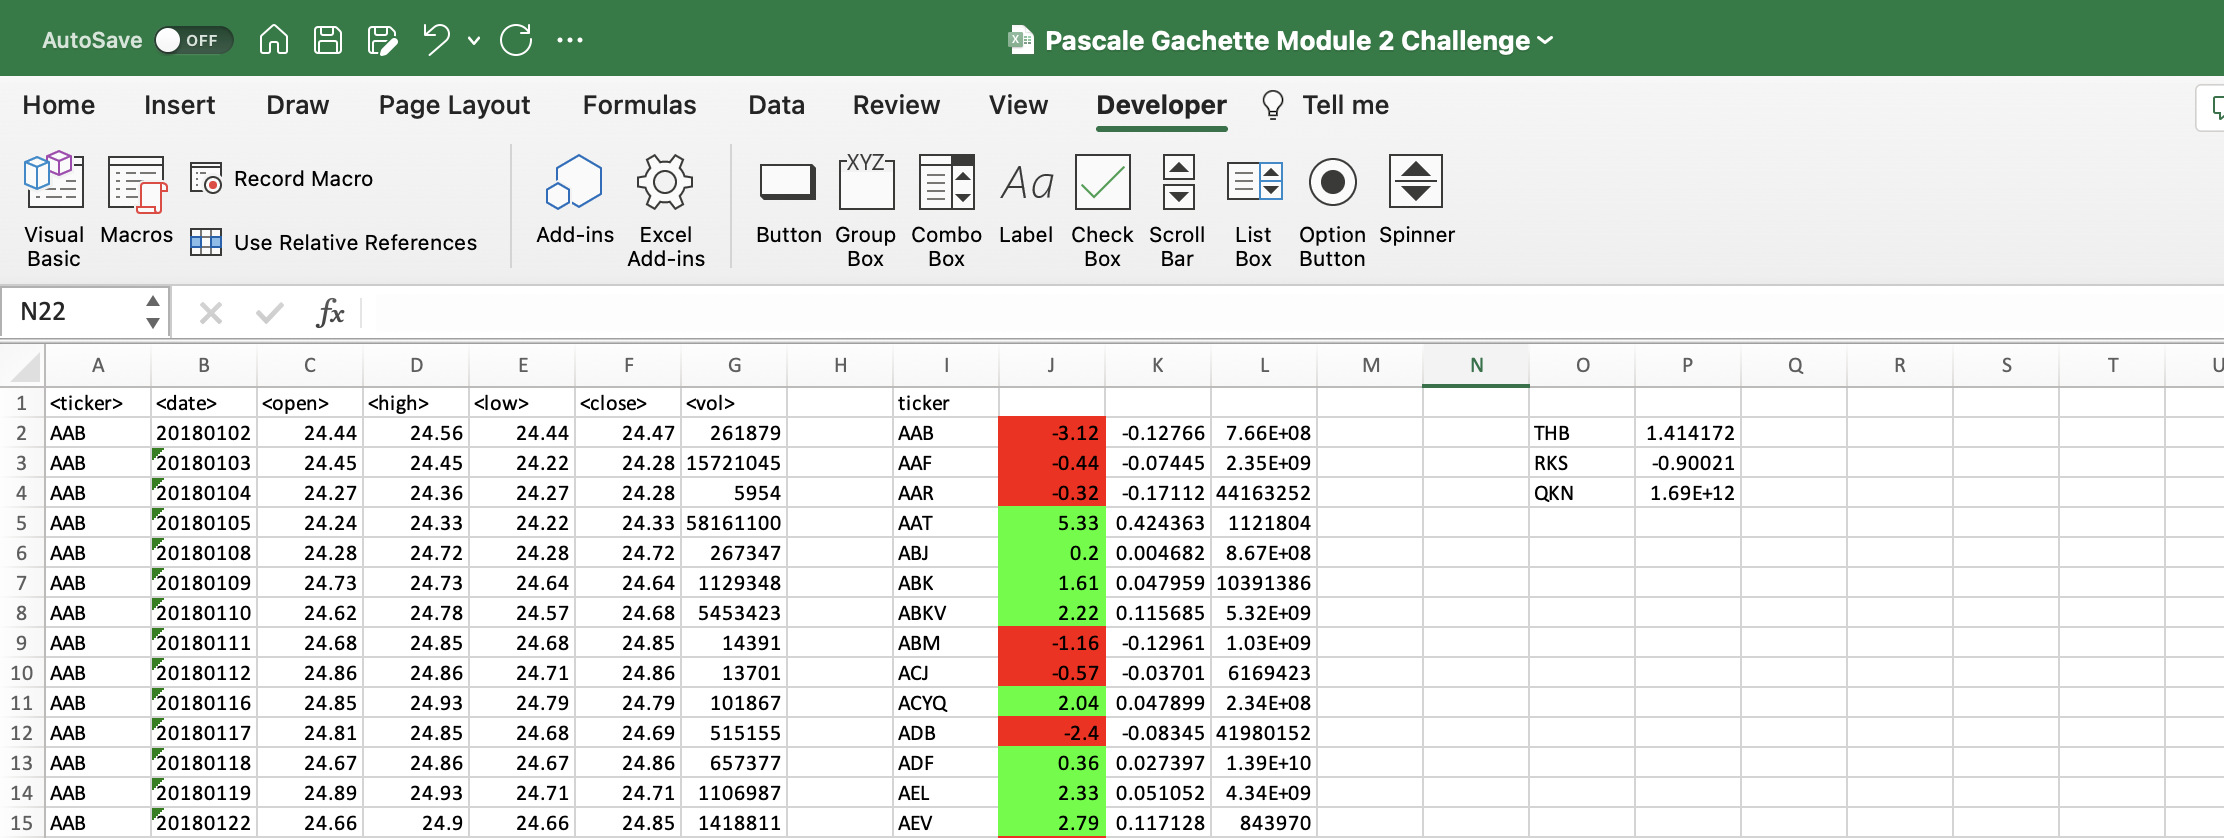 AutoSave OFF Pascale Gachette Module 2 Challenge
Home Insert Draw Page Layout Formulas Data Review View Developer Tell me
Visual Basic Macros Record Macro Use Relative References Add-ins Excel Add-ins Button Group Box Combo Box Label Check Box Scroll Bar List Box Option Button Spinner
XYZ Aa
N22 fx
A B C D E F G H I J K L M N O P Q R S T U
1 <ticker> <date> <open> <high> <low> <close> <vol> ticker
2 AAB 20180102 24.44 24.56 24.44 24.47 261879 AAB -3.12 -0.12766 7.66E+08 THB 1.414172
3 AAB 20180103 24.45 24.45 24.22 24.28 15721045 AAF -0.44 -0.07445 2.35E+09 RKS -0.90021
4 AAB 20180104 24.27 24.36 24.27 24.28 5954 AAR -0.32 -0.17112 44163252 QKN 1.69E+12
5 AAB 20180105 24.24 24.33 24.22 24.33 58161100 AAT 5.33 0.424363 1121804
6 AAB 20180108 24.28 24.72 24.28 24.72 267347 ABJ 0.2 0.004682 8.67E+08
7 AAB 20180109 24.73 24.73 24.64 24.64 1129348 ABK 1.61 0.047959 10391386
8 AAB 20180110 24.62 24.78 24.57 24.68 5453423 ABKV 2.22 0.115685 5.32E+09
9 AAB 20180111 24.68 24.85 24.68 24.85 14391 ABM -1.16 -0.12961 1.03E+09
10 AAB 20180112 24.86 24.86 24.71 24.86 13701 ACJ -0.57 -0.03701 6169423
11 AAB 20180116 24.85 24.93 24.79 24.79 101867 ACYQ 2.04 0.047899 2.34E+08
12 AAB 20180117 24.81 24.85 24.68 24.69 515155 ADB -2.4 -0.08345 41980152
13 AAB 20180118 24.67 24.86 24.67 24.86 657377 ADF 0.36 0.027397 1.39E+10
14 AAB 20180119 24.89 24.93 24.71 24.71 1106987 AEL 2.33 0.051052 4.34E+09
15 AAB 20180122 24.66 24.9 24.66 24.85 1418811 AEV 2.79 0.117128 843970